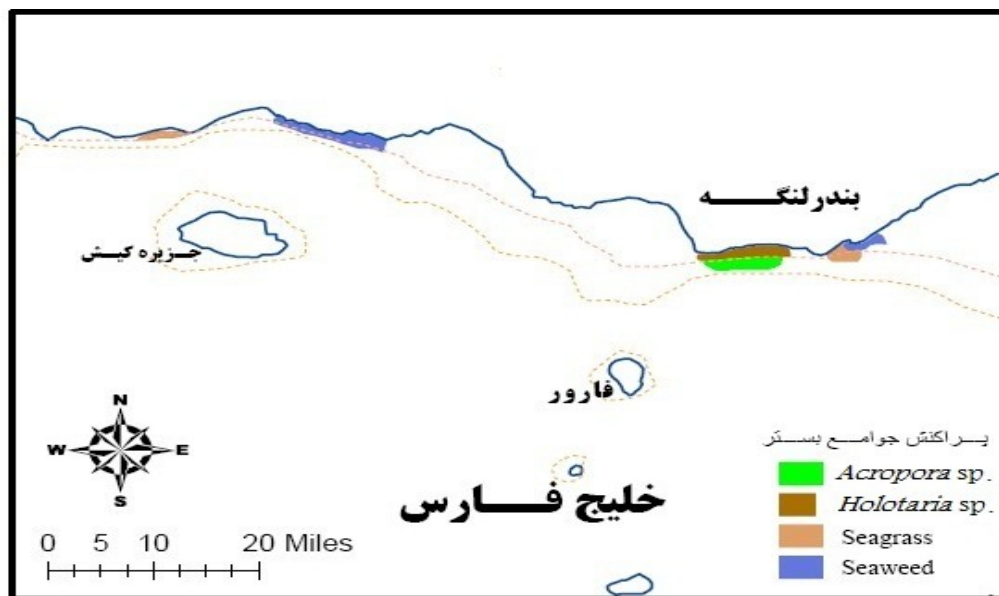 بندرلنگه
جزیره کیش
فارور
خلیج فارس
N
W E
S
0 5 10 20 Miles
پراکنش جوامع بستر
Acropora sp.
Holotaria sp.
Seagrass
Seaweed